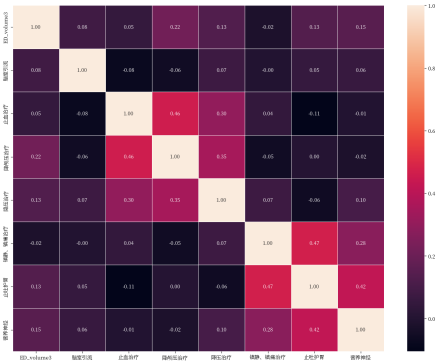 ED_volume3 1.00 0.08 0.05 0.22 0.13 -0.02 0.13 0.15 1.0
脑室引流 0.08 1.00 -0.08 -0.06 0.07 -0.00 0.05 0.06 0.8
止血治疗 0.05 -0.08 1.00 0.46 0.30 0.04 -0.11 -0.01 0.6
降颅压治疗 0.22 -0.06 0.46 1.00 0.35 -0.05 0.00 -0.02 0.4
降压治疗 0.13 0.07 0.30 0.35 1.00 0.07 -0.06 0.10 0.2
镇静、镇痛治疗 -0.02 -0.00 0.04 -0.05 0.07 1.00 0.47 0.28
止吐护胃 0.13 0.05 -0.11 0.00 -0.06 0.47 1.00 0.42 0.0
营养神经 0.15 0.06 -0.01 -0.02 0.10 0.28 0.42 1.00
ED_volume3 脑室引流 止血治疗 降颅压治疗 降压治疗 镇静、镇痛治疗 止吐护胃 营养神经